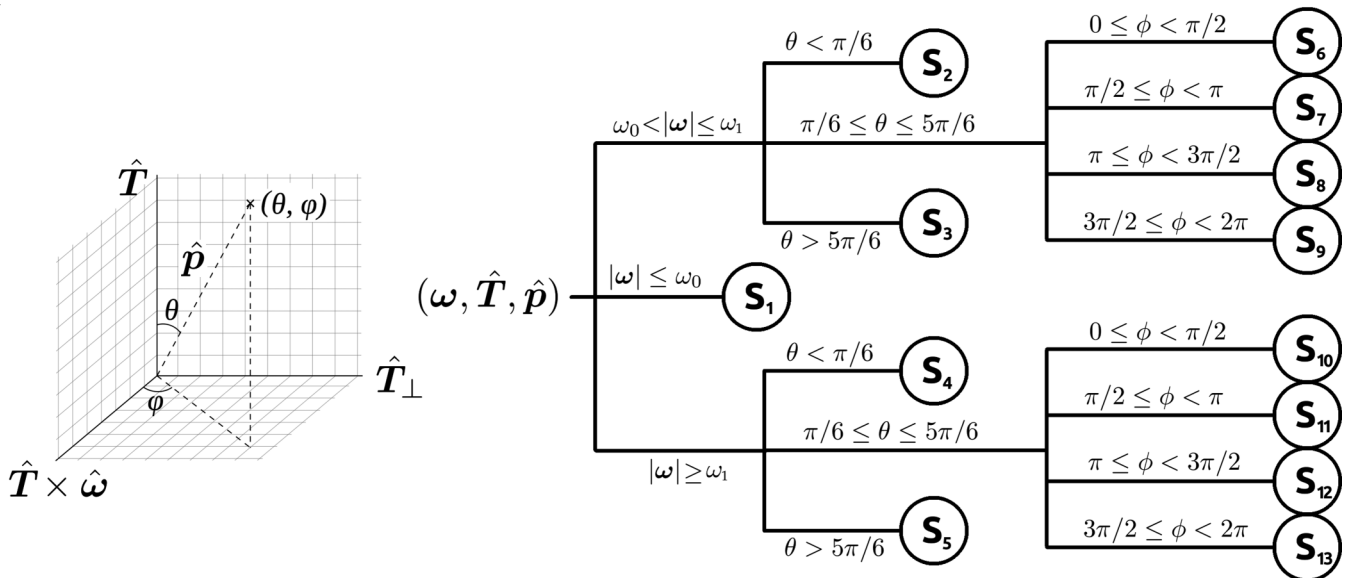 T̂
(θ, φ)
p̂
θ
T̂⊥
φ
T̂ × ω̂
(ω, T̂, p̂)
ω₀<|ω|≤ω₁
θ < π/6
S₂
π/6 ≤ θ ≤ 5π/6
θ > 5π/6
S₃
0 ≤ ϕ < π/2
S₆
π/2 ≤ ϕ < π
S₇
π ≤ ϕ < 3π/2
S₈
3π/2 ≤ ϕ < 2π
S₉
|ω| ≤ ω₀
S₁
|ω| ≥ω₁
θ < π/6
S₄
π/6 ≤ θ ≤ 5π/6
θ > 5π/6
S₅
0 ≤ ϕ < π/2
S₁₀
π/2 ≤ ϕ < π
S₁₁
π ≤ ϕ < 3π/2
S₁₂
3π/2 ≤ ϕ < 2π
S₁₃